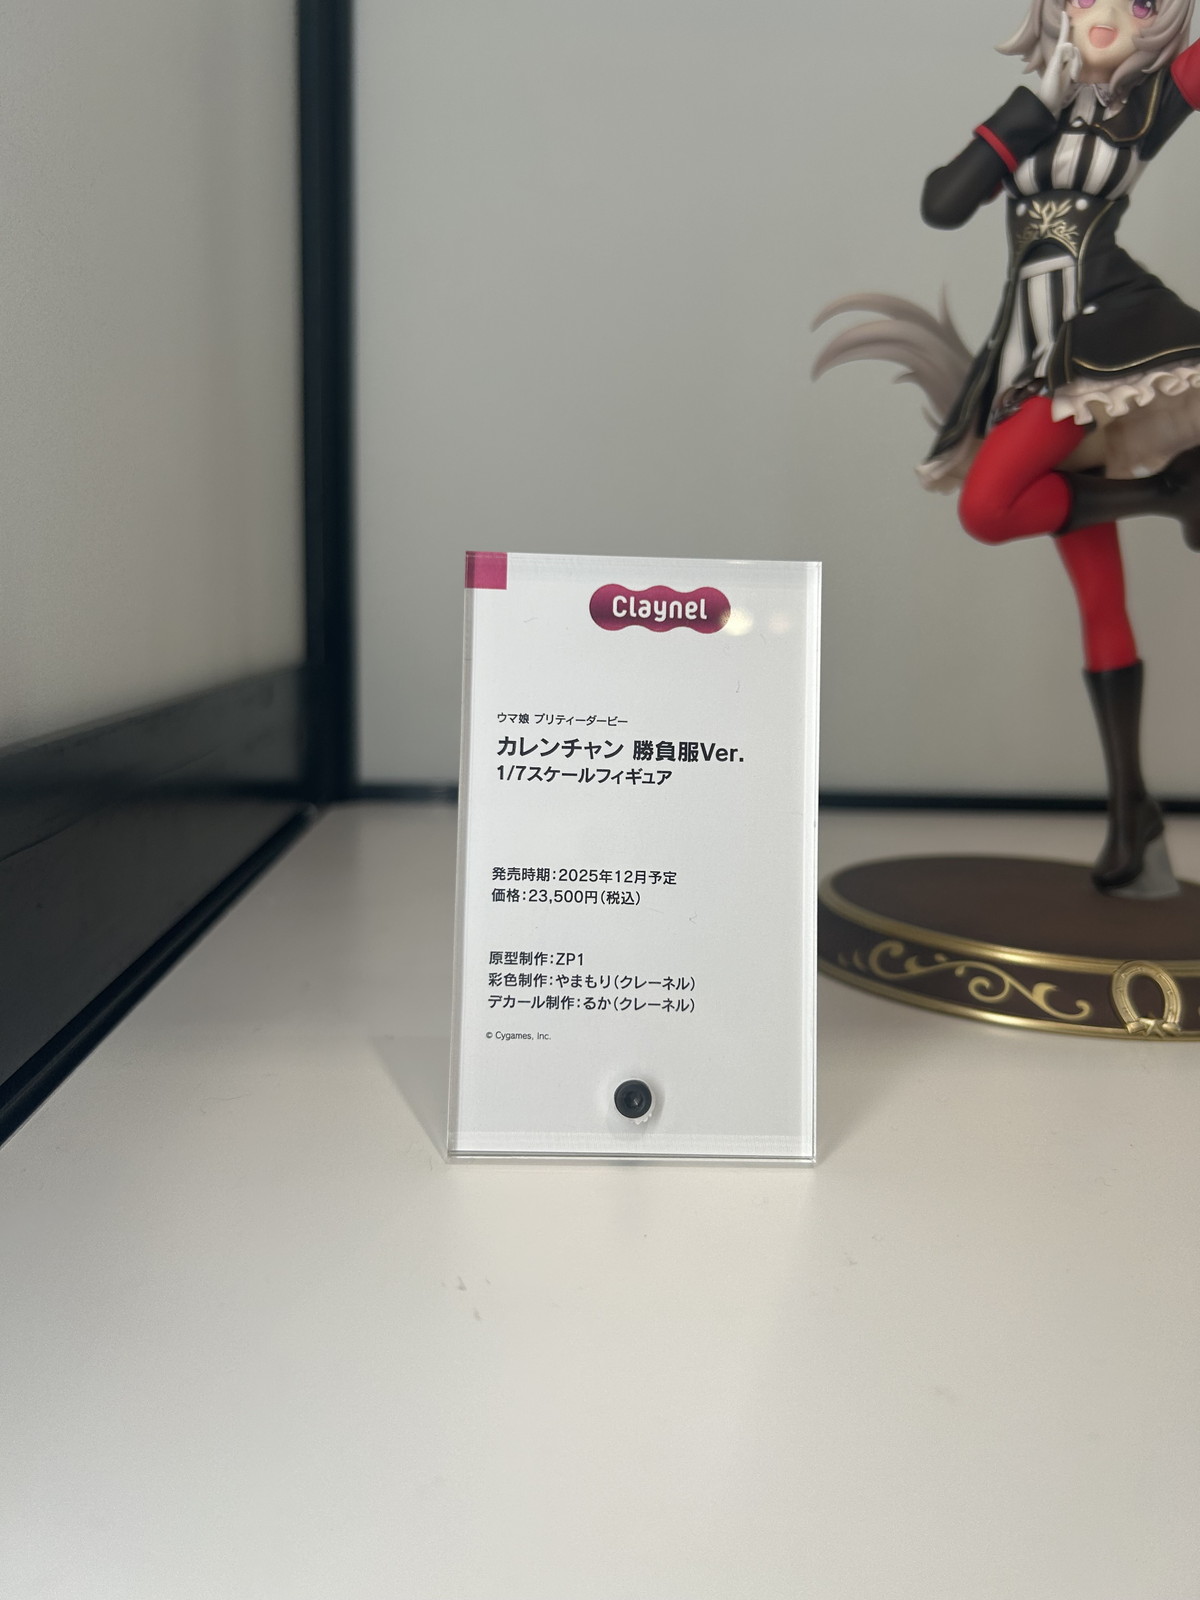 Claynel
ウマ娘 プリティーダービー
カレンチャン 勝負服Ver.
1/7スケールフィギュア
発売時期：2025年12月予定
価格：23,500円（税込）
原型制作：ZP1
彩色制作：やまもり（クレーネル）
デカール制作：るか（クレーネル）
© Cygames, Inc.